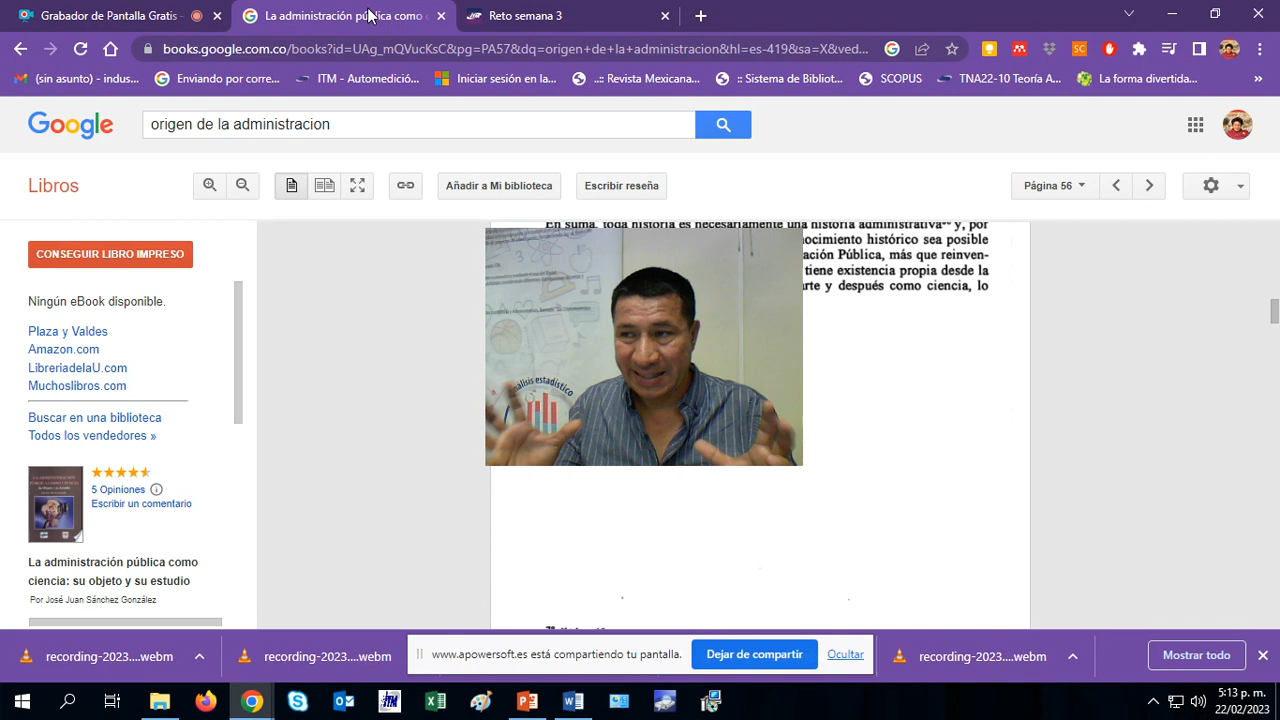 Grabador de Pantalla Gratis -
La administración pública como c
Reto semana 3
books.google.com.co/books?id=UAg_mQVucKsC&pg=PA57&dq=origen+de+la+administracion&hl=es-419&sa=X&ved...
(sin asunto) - indus...
Enviando por corre...
ITM - Automedició...
Iniciar sesión en la...
..:: Revista Mexicana...
:: Sistema de Bibliot...
SCOPUS
TNA22-10 Teoría A...
La forma divertida...
Google
origen de la administracion
Libros
Añadir a Mi biblioteca
Escribir reseña
Página 56
CONSEGUIR LIBRO IMPRESO
Ningún eBook disponible.
Plaza y Valdes
Amazon.com
LibreriadelaU.com
Muchoslibros.com
Buscar en una biblioteca
Todos los vendedores »
5 Opiniones
Escribir un comentario
La administración pública como
ciencia: su objeto y su estudio
Por José Juan Sánchez González
En suma, toda historia es necesariamente una historia administrativa y, por
nocimiento histórico sea posible
ación Pública, más que reinven-
tiene existencia propia desde la
arte y después como ciencia, lo
nalisis estadistico
recording-2023....webm
recording-2023....webm
www.apowersoft.es está compartiendo tu pantalla.
Dejar de compartir
Ocultar
recording-2023....webm
Mostrar todo
5:13 p. m.
22/02/2023